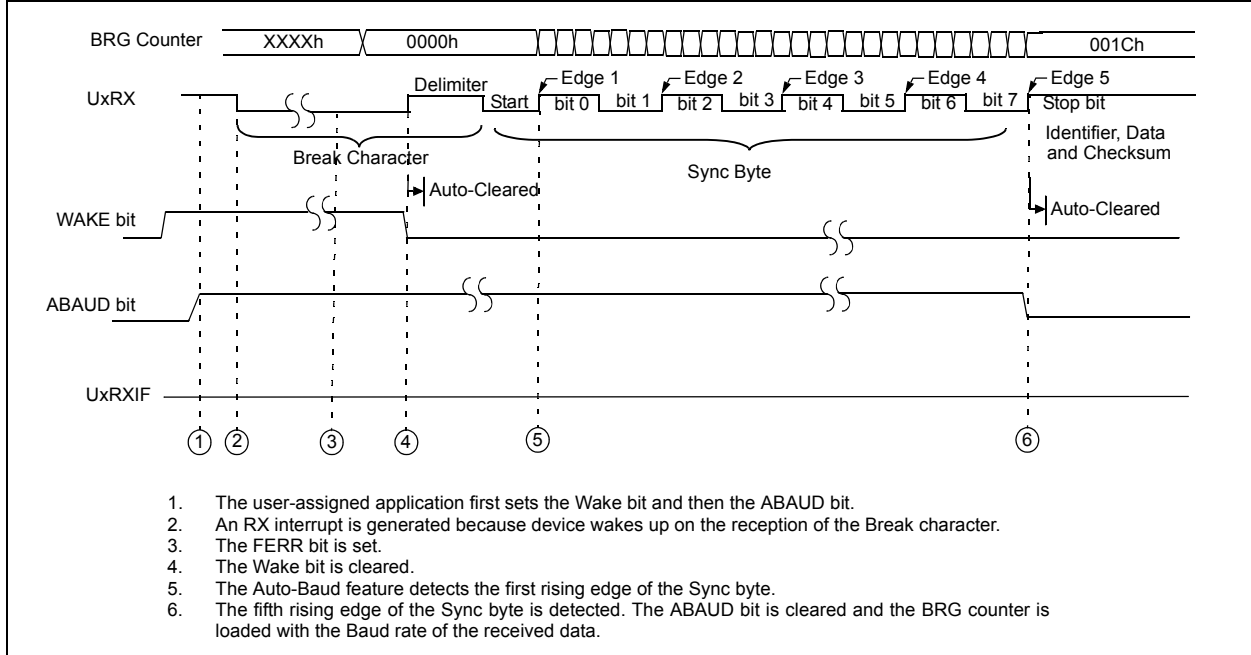 BRG Counter XXXXh 0000h 001Ch
Edge 1 Edge 2 Edge 3 Edge 4 Edge 5
Delimiter
UxRX Start bit 0 bit 1 bit 2 bit 3 bit 4 bit 5 bit 6 bit 7 Stop bit
Identifier, Data
and Checksum
Break Character
Sync Byte
Auto-Cleared
Auto-Cleared
WAKE bit
ABAUD bit
UxRXIF
1 2 3 4 5 6
1. The user-assigned application first sets the Wake bit and then the ABAUD bit.
2. An RX interrupt is generated because device wakes up on the reception of the Break character.
3. The FERR bit is set.
4. The Wake bit is cleared.
5. The Auto-Baud feature detects the first rising edge of the Sync byte.
6. The fifth rising edge of the Sync byte is detected. The ABAUD bit is cleared and the BRG counter is
loaded with the Baud rate of the received data.